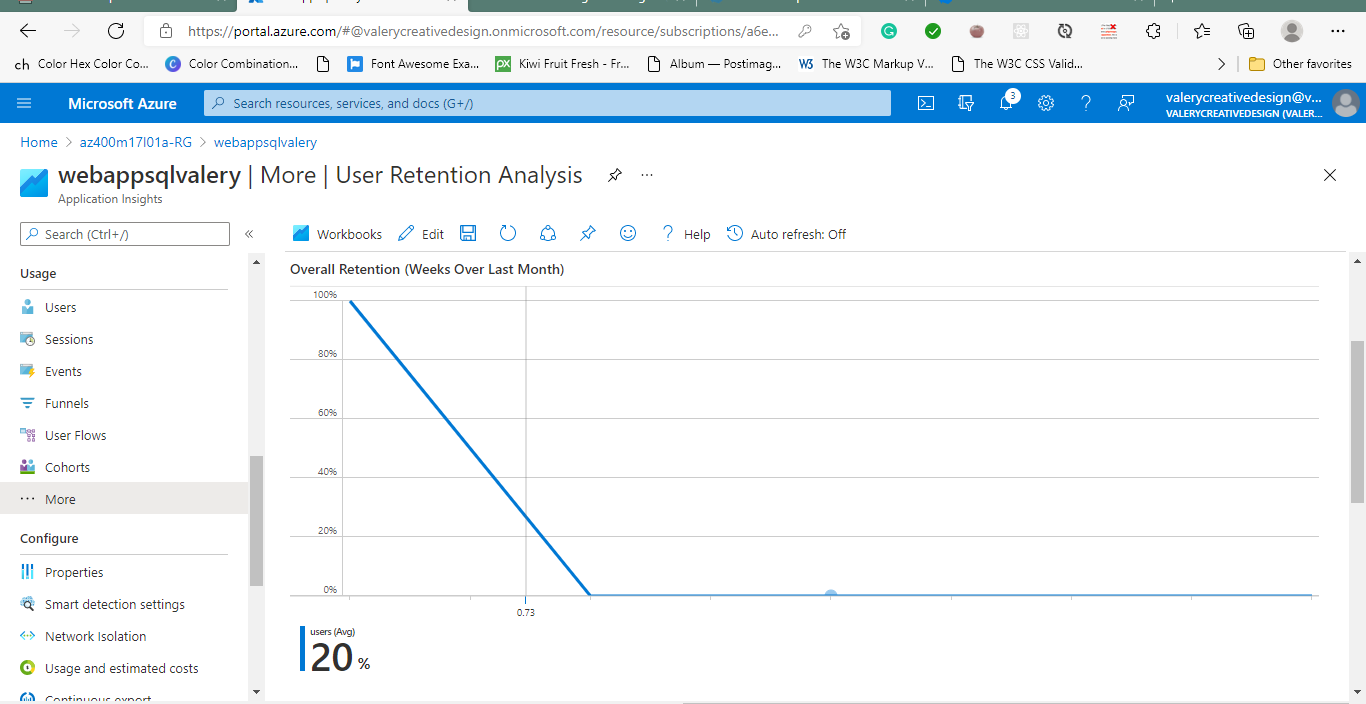 https://portal.azure.com/#@valerycreativedesign.onmicrosoft.com/resource/subscriptions/a6e...
ch Color Hex Color Co... Color Combination... Font Awesome Exa... Kiwi Fruit Fresh - Fr... Album — Postimag... The W3C Markup V... The W3C CSS Valid... Other favorites
Microsoft Azure
Search resources, services, and docs (G+/)
3
valerycreativedesign@v...
VALERYCREATIVEDESIGN (VALER...
Home > az400m17l01a-RG > webappsqlvalery
webappsqlvalery | More | User Retention Analysis
Application Insights
Search (Ctrl+/)
Usage
Users
Sessions
Events
Funnels
User Flows
Cohorts
More
Configure
Properties
Smart detection settings
Network Isolation
Usage and estimated costs
Continuous export
Workbooks Edit Help Auto refresh: Off
Overall Retention (Weeks Over Last Month)
100%
80%
60%
40%
20%
0%
0.73
users (Avg)
20 %